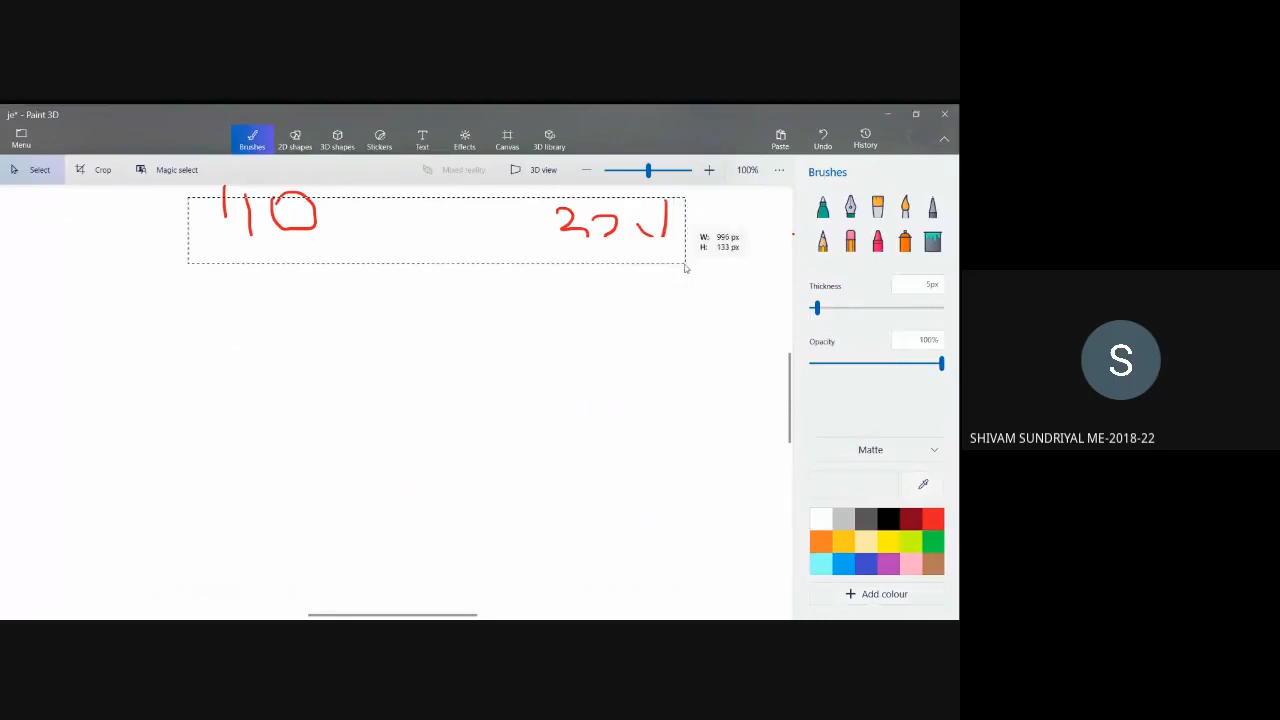 je* - Paint 3D
Menu
Brushes
2D shapes
3D shapes
Stickers
Text
Effects
Canvas
3D library
Paste
Undo
History
Select
Crop
Magic select
Mixed reality
3D view
100%
Brushes
W: 996 px
H: 133 px
Thickness
5px
Opacity
100%
Matte
Add colour
S
SHIVAM SUNDRIYAL ME-2018-22